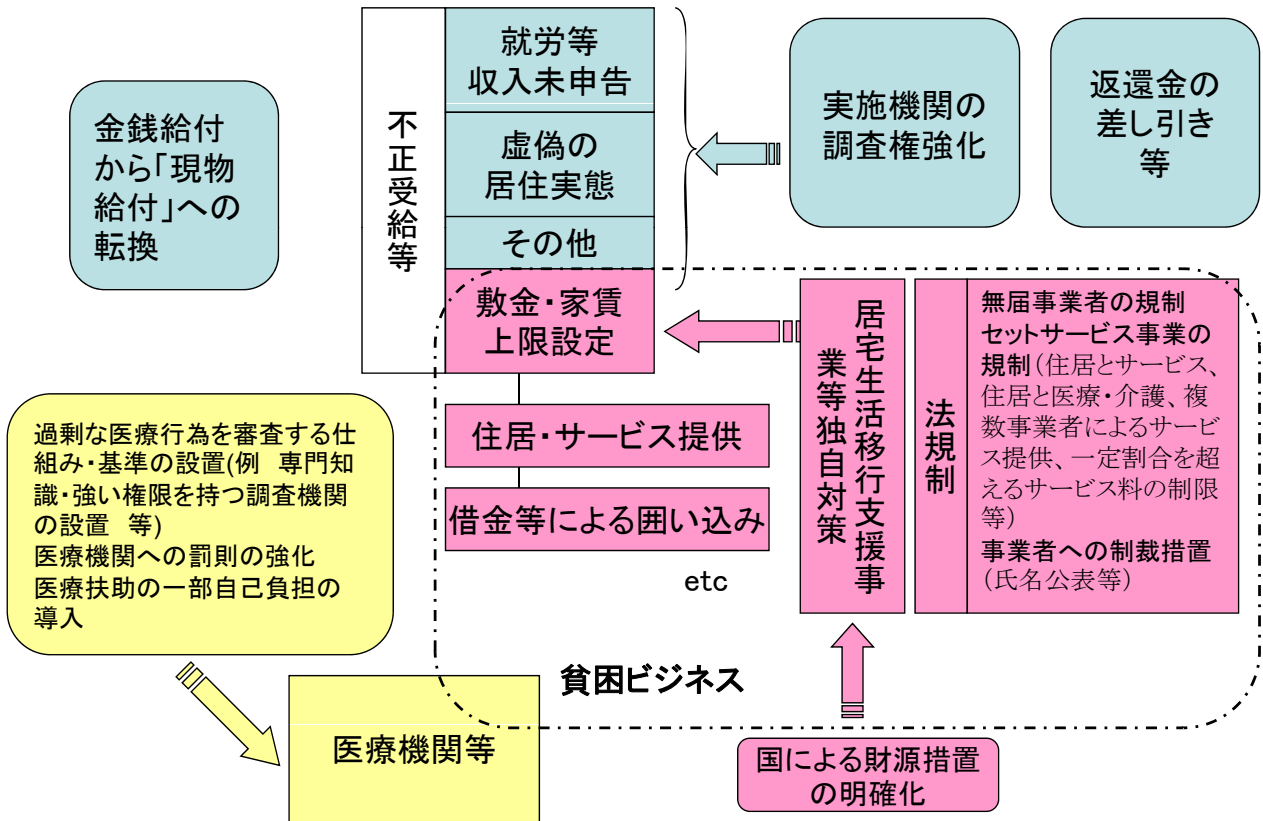 金銭給付
から「現物
給付」への
転換
不正受給等
就労等
収入未申告
虚偽の
居住実態
その他
敷金・家賃
上限設定
実施機関の
調査権強化
返還金の
差し引き
等
住居・サービス提供
借金等による囲い込み
etc
居宅生活移行支援事
業等独自対策
法規制
無届事業者の規制
セットサービス事業の
規制(住居とサービス、
住居と医療・介護、複
数事業者によるサービ
ス提供、一定割合を超
えるサービス料の制限
等)
事業者への制裁措置
(氏名公表等)
過剰な医療行為を審査する仕
組み・基準の設置(例 専門知
識・強い権限を持つ調査機関
の設置 等)
医療機関への罰則の強化
医療扶助の一部自己負担の
導入
貧困ビジネス
医療機関等
国による財源措置
の明確化